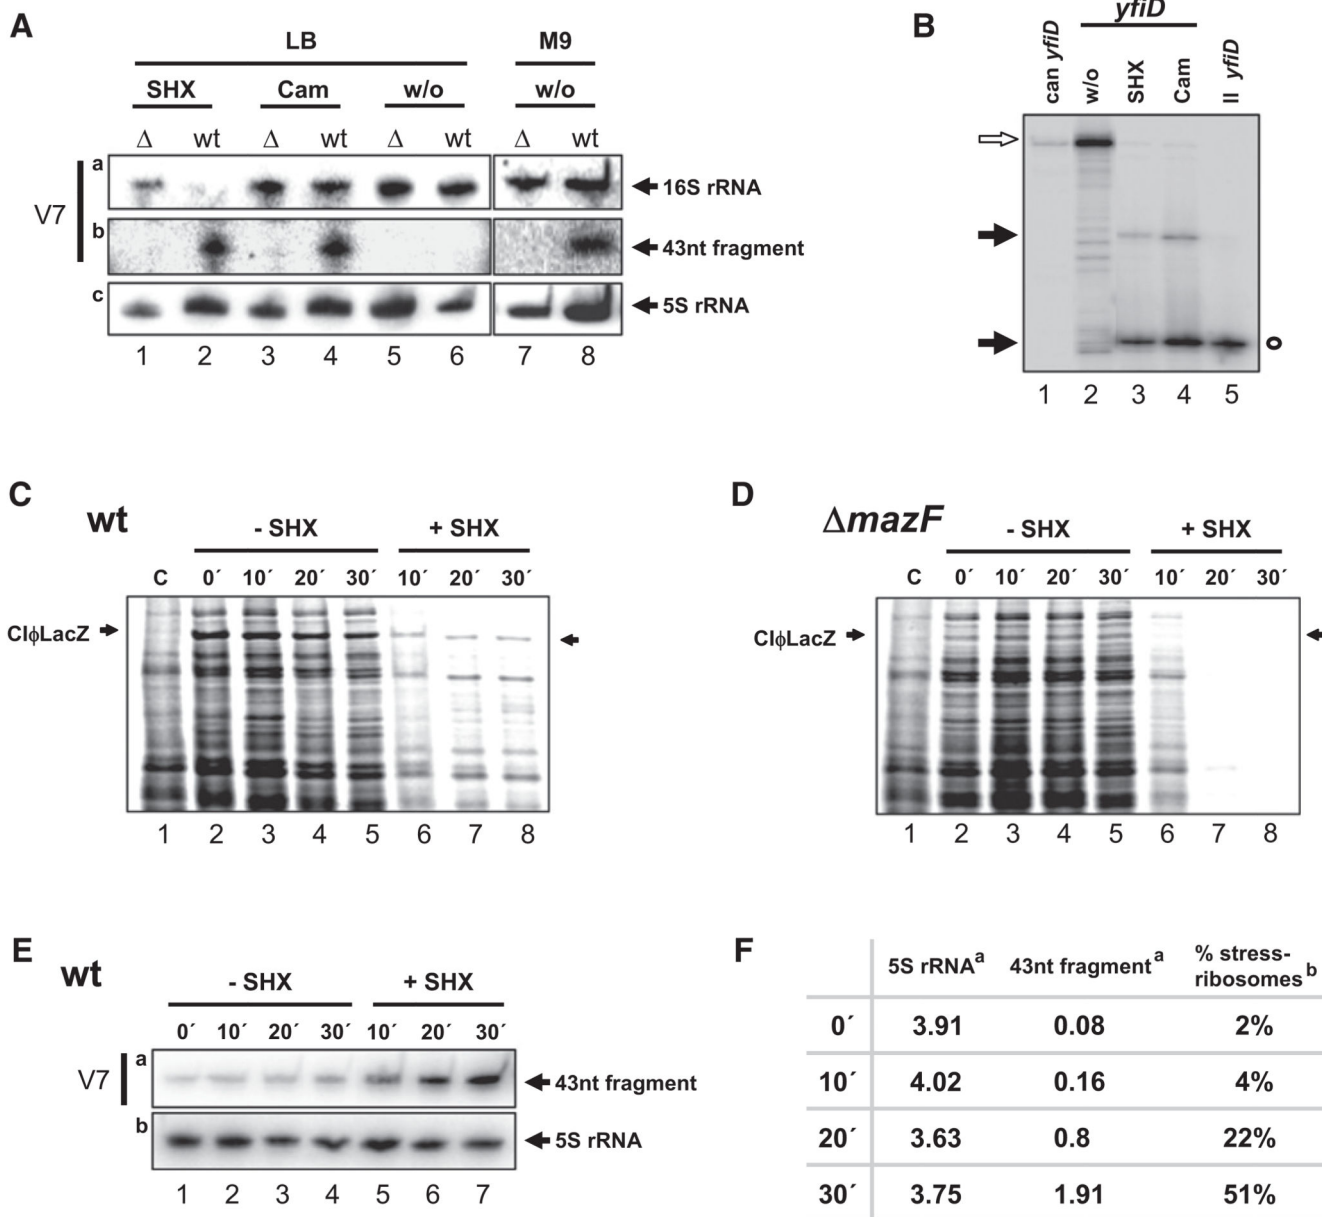 A
LB
M9
SHX
Cam
w/o
w/o
Δ wt Δ wt Δ wt Δ wt
V7
a
16S rRNA
b
43nt fragment
c
5S rRNA
1 2 3 4 5 6 7 8
B
yfiD
can yfiD
w/o
SHX
Cam
II yfiD
1 2 3 4 5
C
wt
- SHX
+ SHX
C 0´ 10´ 20´ 30´ 10´ 20´ 30´
CIϕLacZ
1 2 3 4 5 6 7 8
D
ΔmazF
- SHX
+ SHX
C 0´ 10´ 20´ 30´ 10´ 20´ 30´
CIϕLacZ
1 2 3 4 5 6 7 8
E
wt
- SHX
+ SHX
0´ 10´ 20´ 30´ 10´ 20´ 30´
V7
a
43nt fragment
b
5S rRNA
1 2 3 4 5 6 7
F
5S rRNAa 43nt fragmenta % stress-
ribosomesb
0´ 3.91 0.08 2%
10´ 4.02 0.16 4%
20´ 3.63 0.8 22%
30´ 3.75 1.91 51%